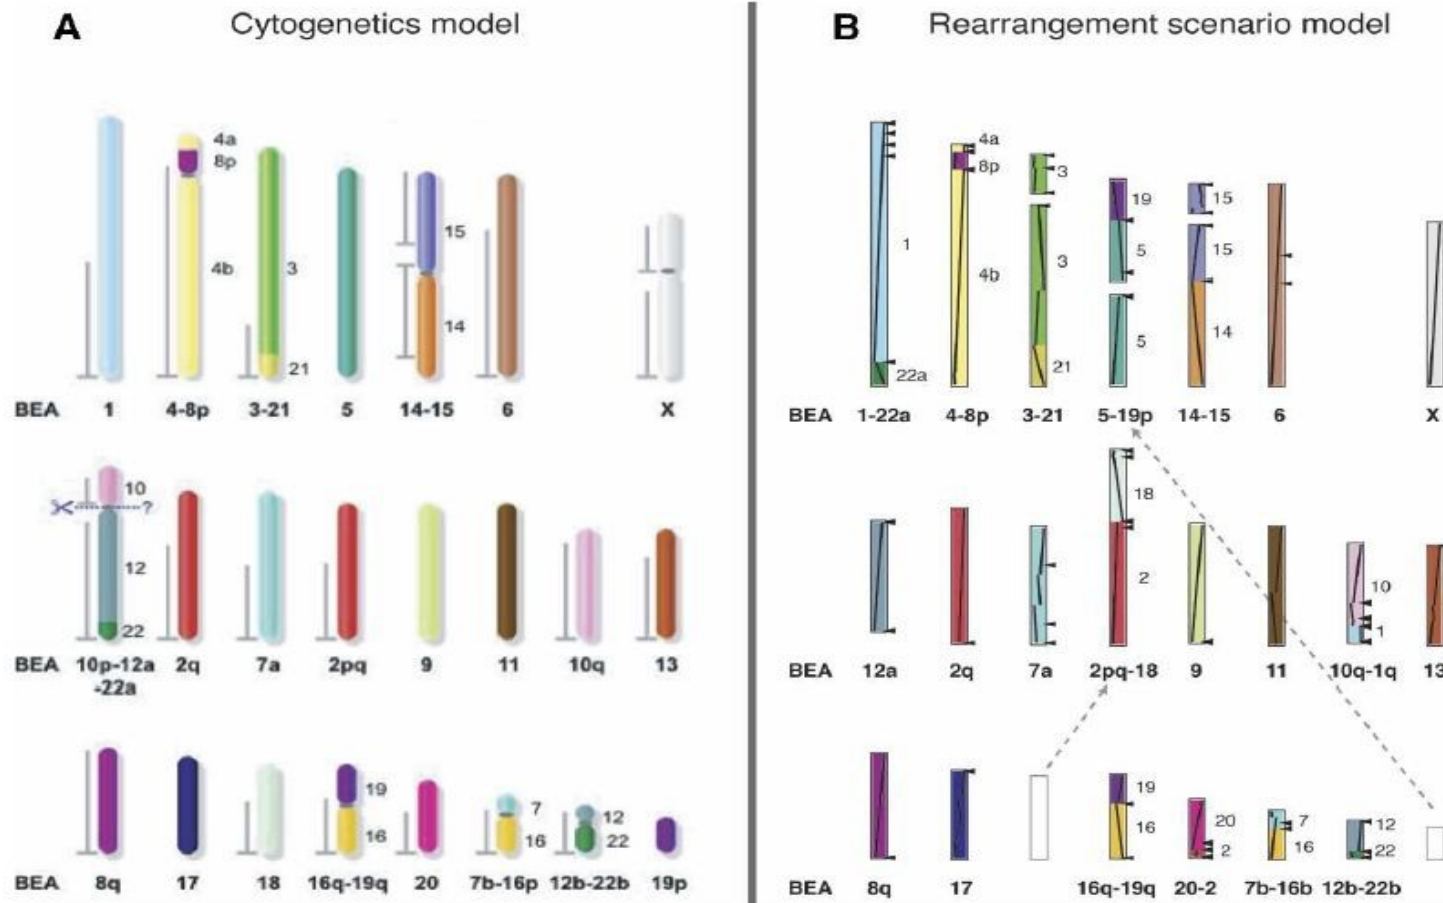 A Cytogenetics model
4a
8p
4b
3
21
15
14
BEA 1 4-8p 3-21 5 14-15 6 X
10
?
12
22
BEA 10p-12a 2q 7a 2pq 9 11 10q 13
-22a
19
16
7
16
12
22
BEA 8q 17 18 16q-19q 20 7b-16p 12b-22b 19p
B Rearrangement scenario model
1
22a
4a
8p
4b
3
3
21
19
5
5
15
15
14
BEA 1-22a 4-8p 3-21 5-19p 14-15 6 X
18
2
10
1
BEA 12a 2q 7a 2pq-18 9 11 10q-1q 13
19
16
20
2
7
16
12
22
BEA 8q 17 16q-19q 20-2 7b-16b 12b-22b